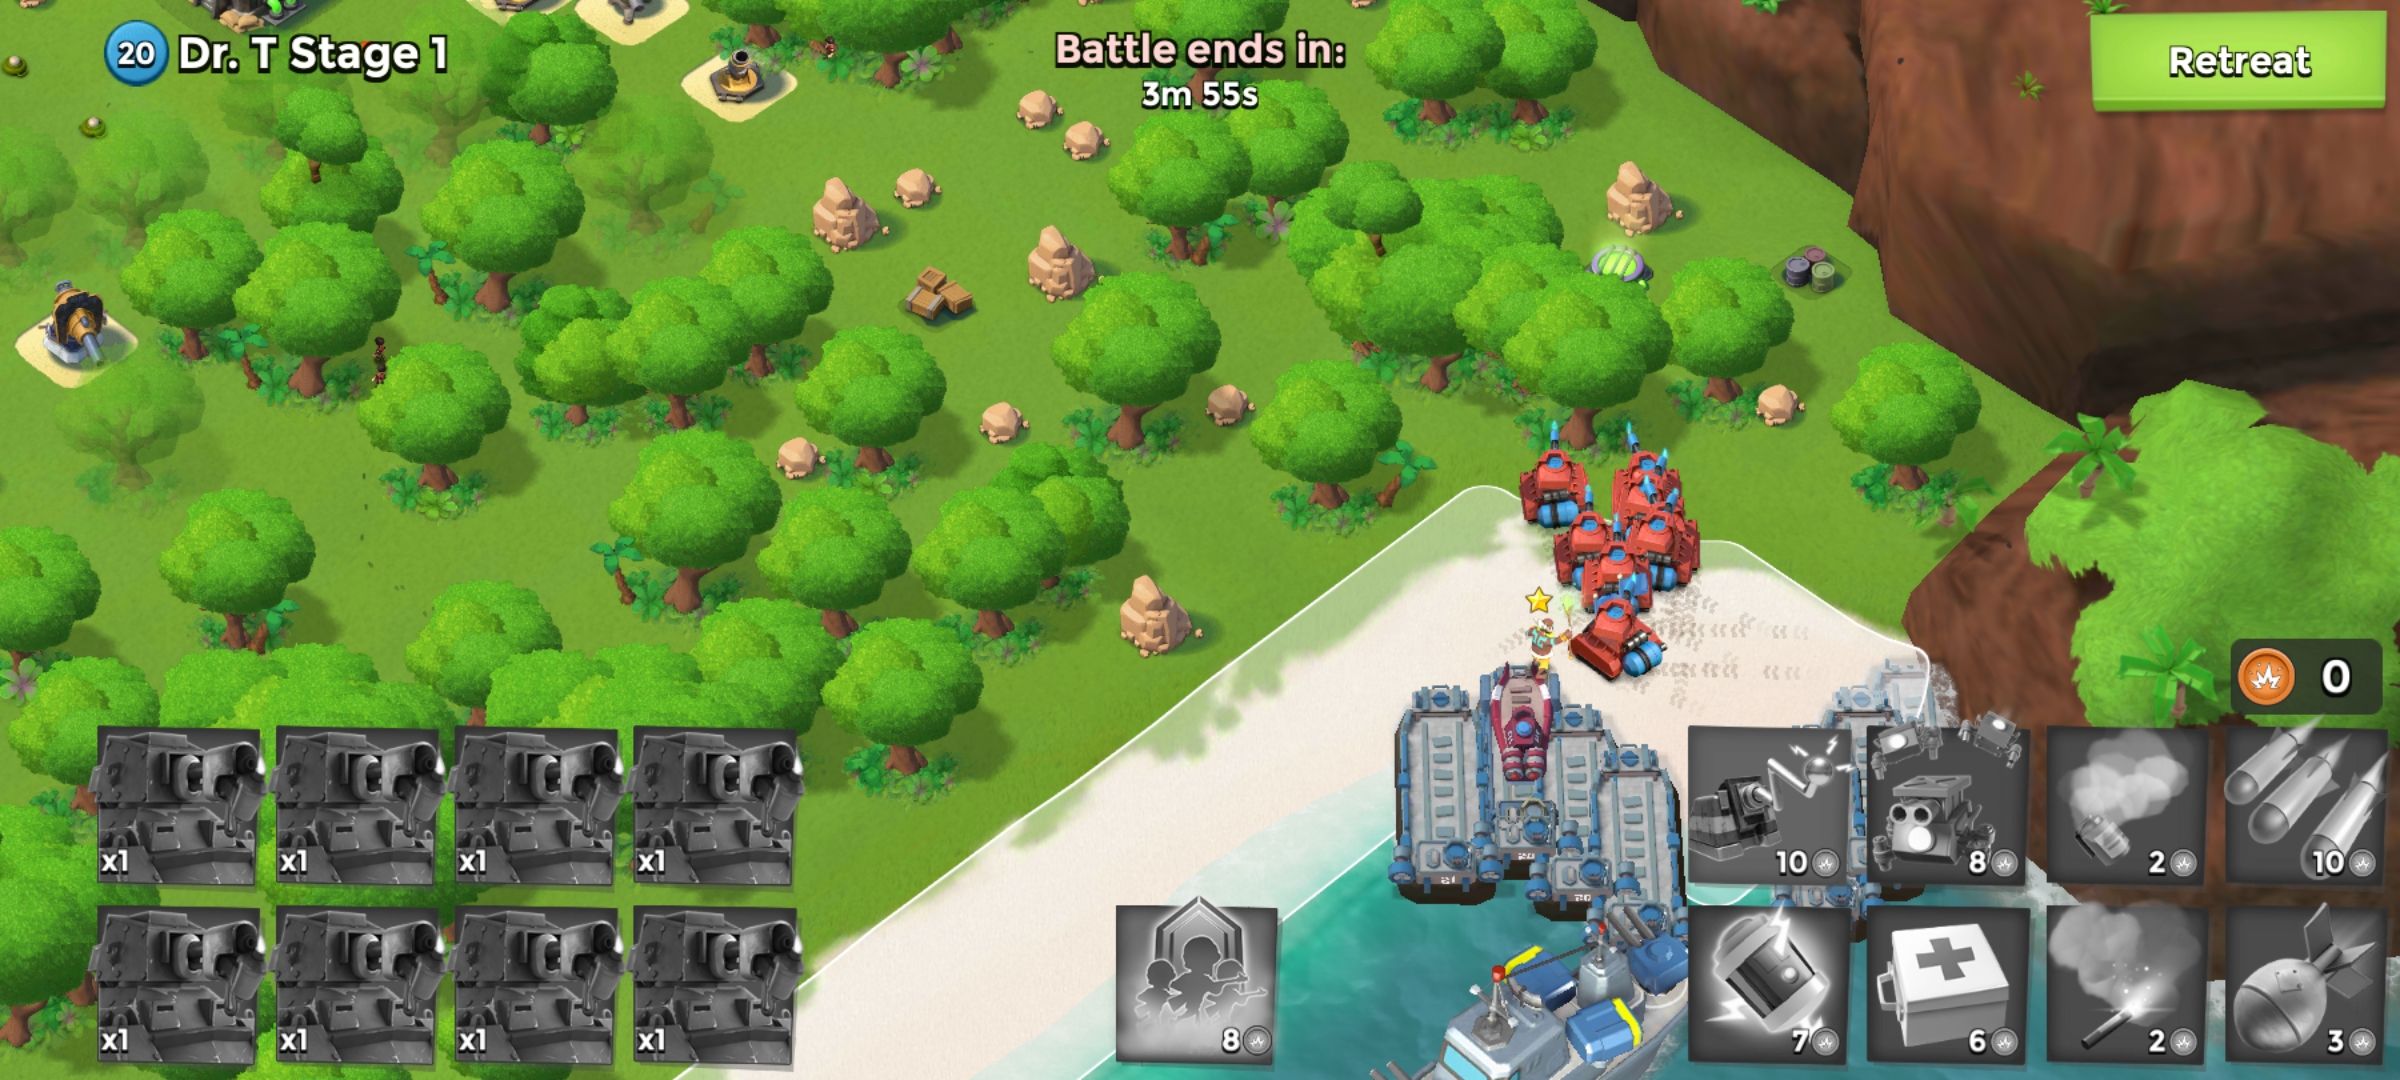 20 Dr. T Stage 1
Battle ends in:
3m 55s
Retreat
0
x1 x1 x1 x1
10 8 2 10
x1 x1 x1 x1
8 7 6 2 3